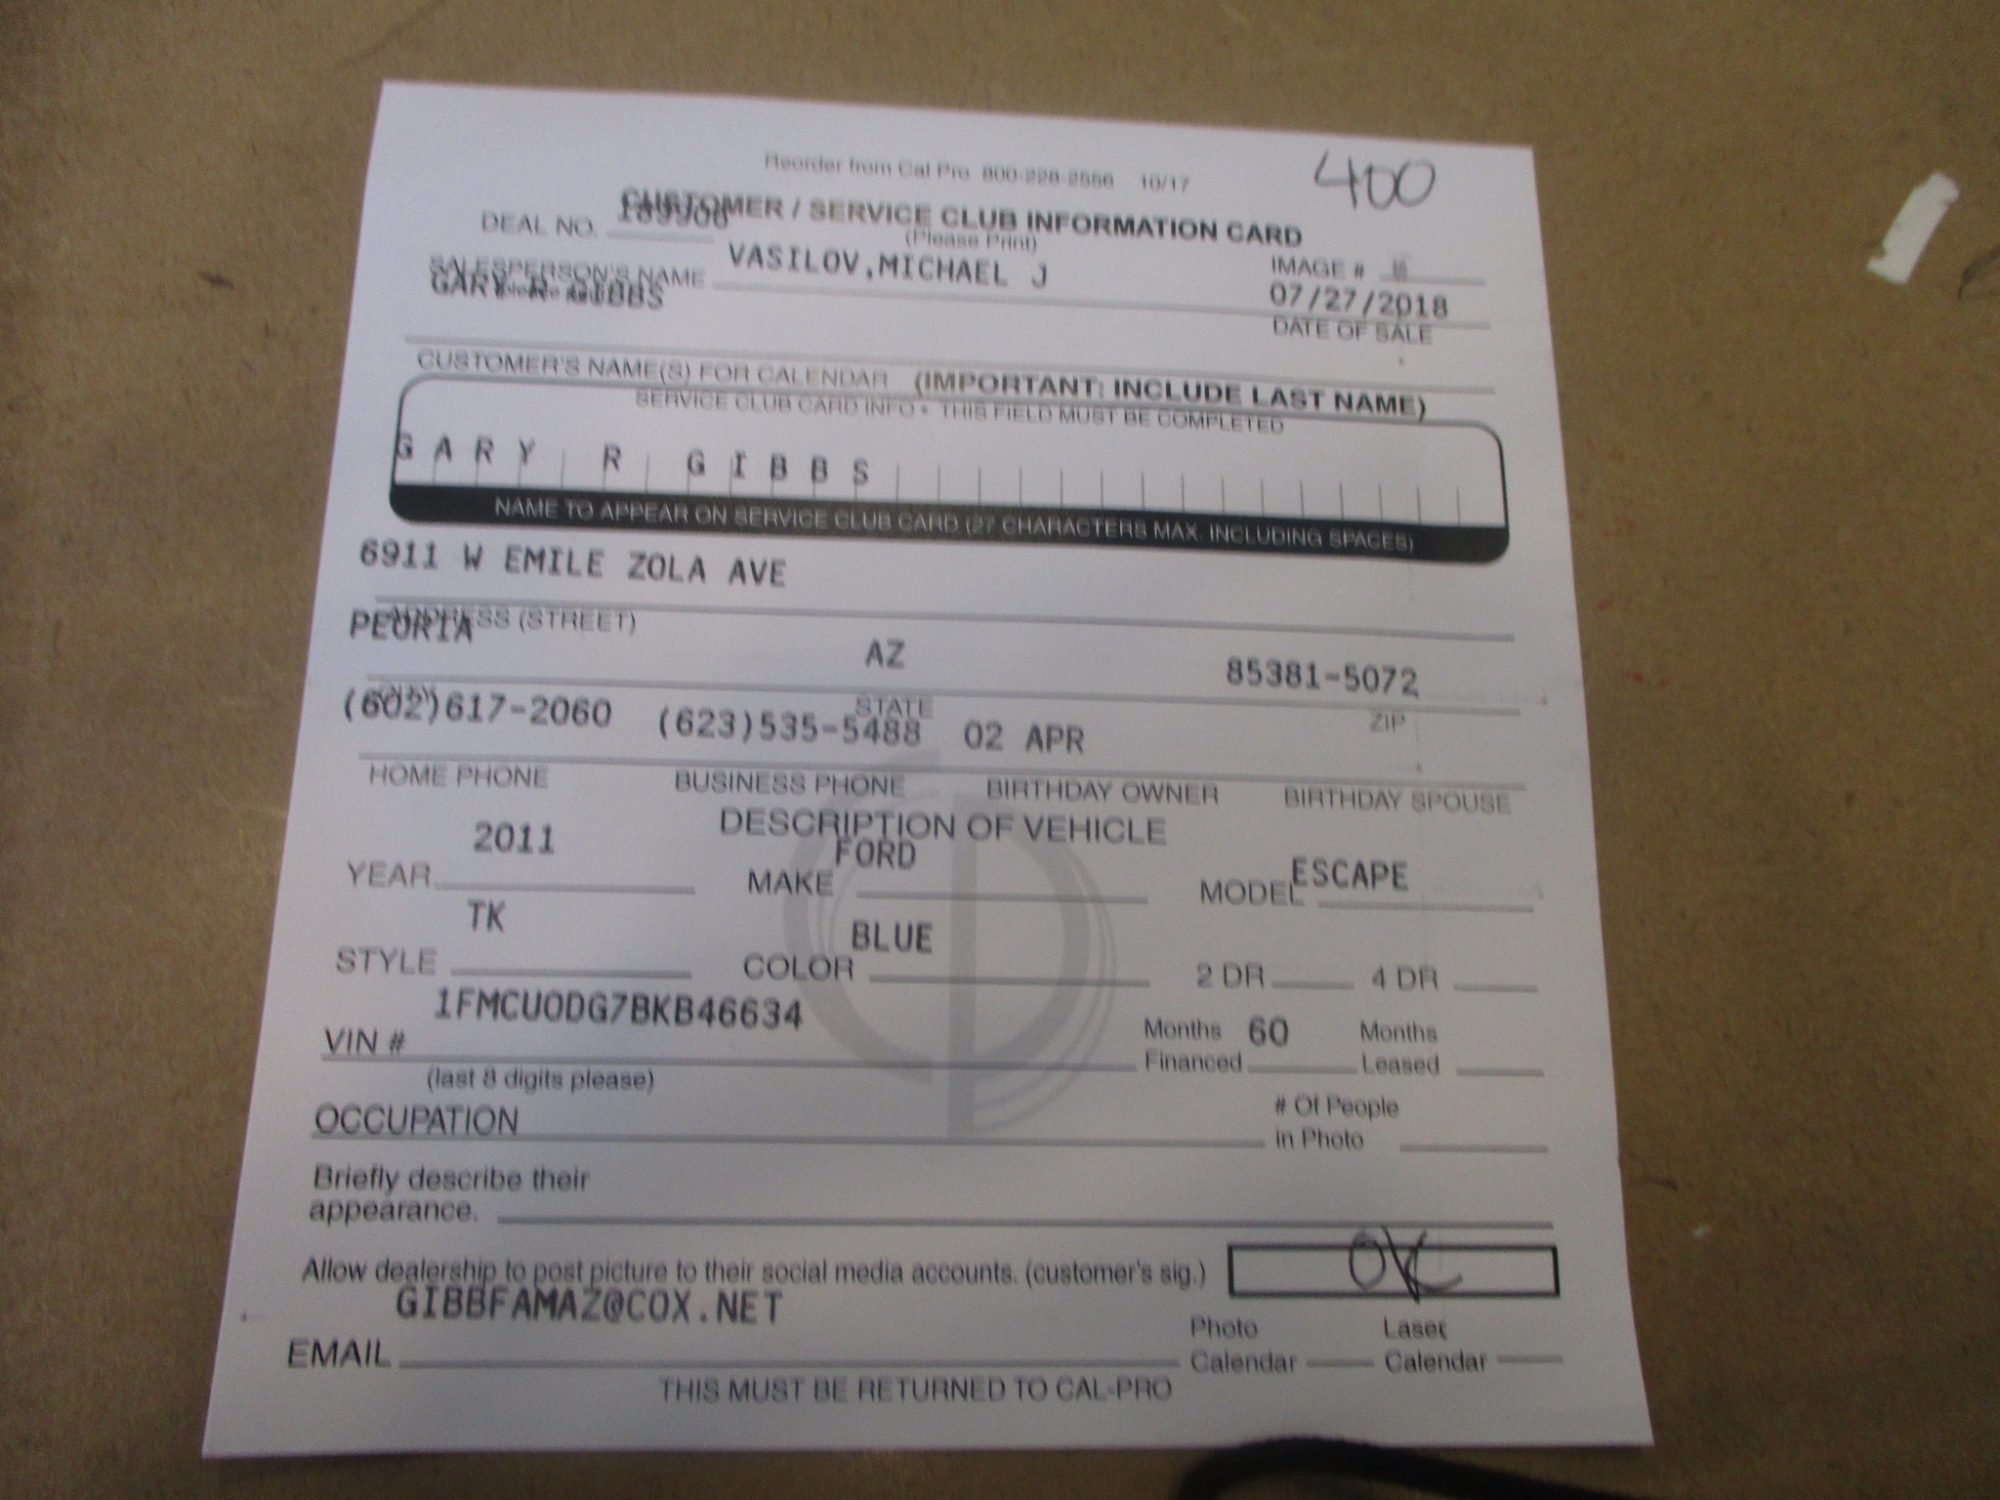 Reorder from Cal Pro 800-228-2556 10/17
400
CUSTOMER / SERVICE CLUB INFORMATION CARD
(Please Print)
DEAL NO.
SALESPERSON'S NAME VASILOV,MICHAEL J
IMAGE #
GARY R GIBBS
07/27/2018
DATE OF SALE
CUSTOMER'S NAME(S) FOR CALENDAR (IMPORTANT: INCLUDE LAST NAME)
SERVICE CLUB CARD INFO • THIS FIELD MUST BE COMPLETED
GARY R GIBBS
NAME TO APPEAR ON SERVICE CLUB CARD (27 CHARACTERS MAX. INCLUDING SPACES)
6911 W EMILE ZOLA AVE
ADDRESS (STREET)
PEORIA AZ 85381-5072
STATE ZIP
(602)617-2060 (623)535-5488 02 APR
HOME PHONE BUSINESS PHONE BIRTHDAY OWNER BIRTHDAY SPOUSE
DESCRIPTION OF VEHICLE
YEAR 2011 MAKE FORD MODEL ESCAPE
STYLE TK COLOR BLUE 2 DR 4 DR
VIN # 1FMCU0DG7BKB46634
(last 8 digits please)
Months Financed 60 Months Leased
OCCUPATION
# Of People in Photo
Briefly describe their
appearance.
Allow dealership to post picture to their social media accounts. (customer's sig.) OK
GIBBFAMAZ@COX.NET
EMAIL
Photo Calendar Laser Calendar
THIS MUST BE RETURNED TO CAL-PRO